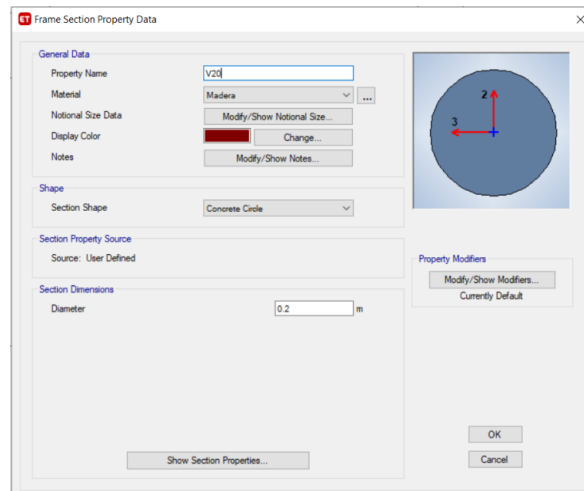 ET Frame Section Property Data
General Data
Property Name V20
Material Madera ...
Notional Size Data Modify/Show Notional Size...
Display Color Change...
Notes Modify/Show Notes...
2
3
Shape
Section Shape Concrete Circle
Section Property Source
Source: User Defined
Property Modifiers
Modify/Show Modifiers...
Currently Default
Section Dimensions
Diameter 0.2 m
Show Section Properties...
OK
Cancel